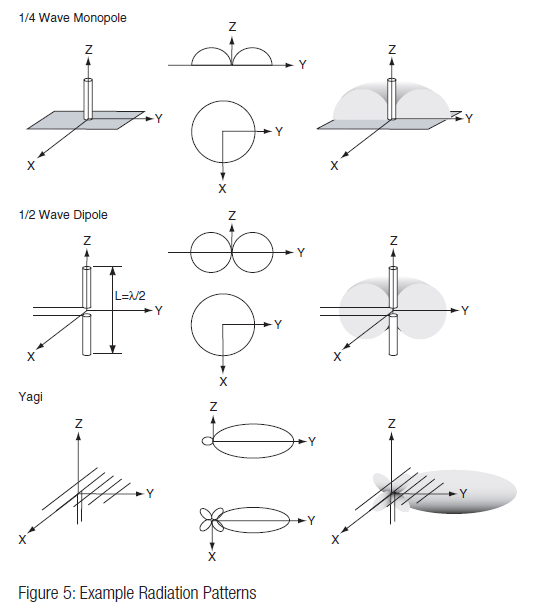 1/4 Wave Monopole
Z
Z
Z
Y
Y
Y
Y
X
X
X
1/2 Wave Dipole
Z
Z
Z
Y
L=λ/2
Y
Y
Y
X
X
X
Yagi
Z
Z
Z
Y
Y
Y
Y
X
X
X
Figure 5: Example Radiation Patterns